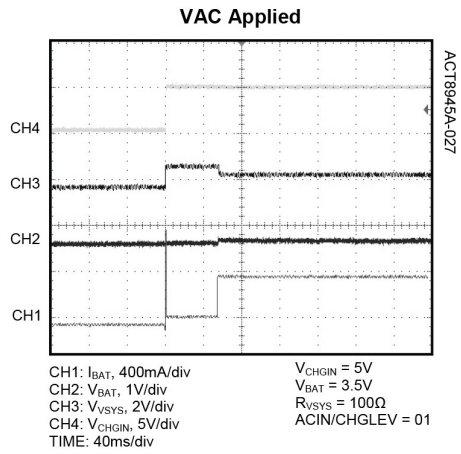 VAC Applied
CH4
CH3
CH2
CH1
ACT8945A-027
CH1: IBAT, 400mA/div
CH2: VBAT, 1V/div
CH3: VVSYS, 2V/div
CH4: VCHGIN, 5V/div
TIME: 40ms/div
VCHGIN = 5V
VBAT = 3.5V
RVSYS = 100Ω
ACIN/CHGLEV = 01